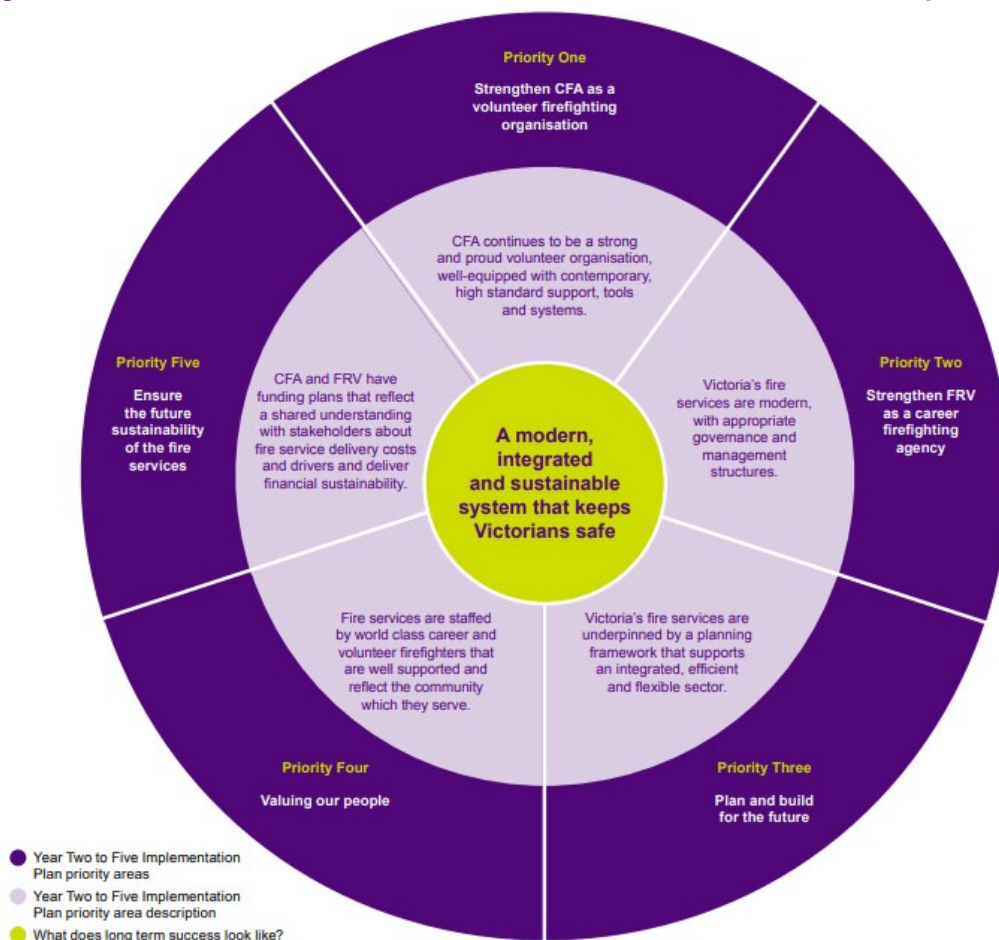 Priority One
Strengthen CFA as a
volunteer firefighting
organisation
CFA continues to be a strong
and proud volunteer organisation,
well-equipped with contemporary,
high standard support, tools
and systems.
Priority Two
Strengthen FRV
as a career
firefighting
agency
Victoria's fire
services are modern,
with appropriate
governance and
management
structures.
Priority Three
Plan and build
for the future
Victoria's fire services are
underpinned by a planning
framework that supports
an integrated, efficient
and flexible sector.
Priority Four
Valuing our people
Fire services are staffed
by world class career and
volunteer firefighters that
are well supported and
reflect the community
which they serve.
Priority Five
Ensure
the future
sustainability
of the fire
services
CFA and FRV have
funding plans that reflect
a shared understanding
with stakeholders about
fire service delivery costs
and drivers and deliver
financial sustainability.
A modern,
integrated
and sustainable
system that keeps
Victorians safe
Year Two to Five Implementation
Plan priority areas
Year Two to Five Implementation
Plan priority area description
What does long term success look like?